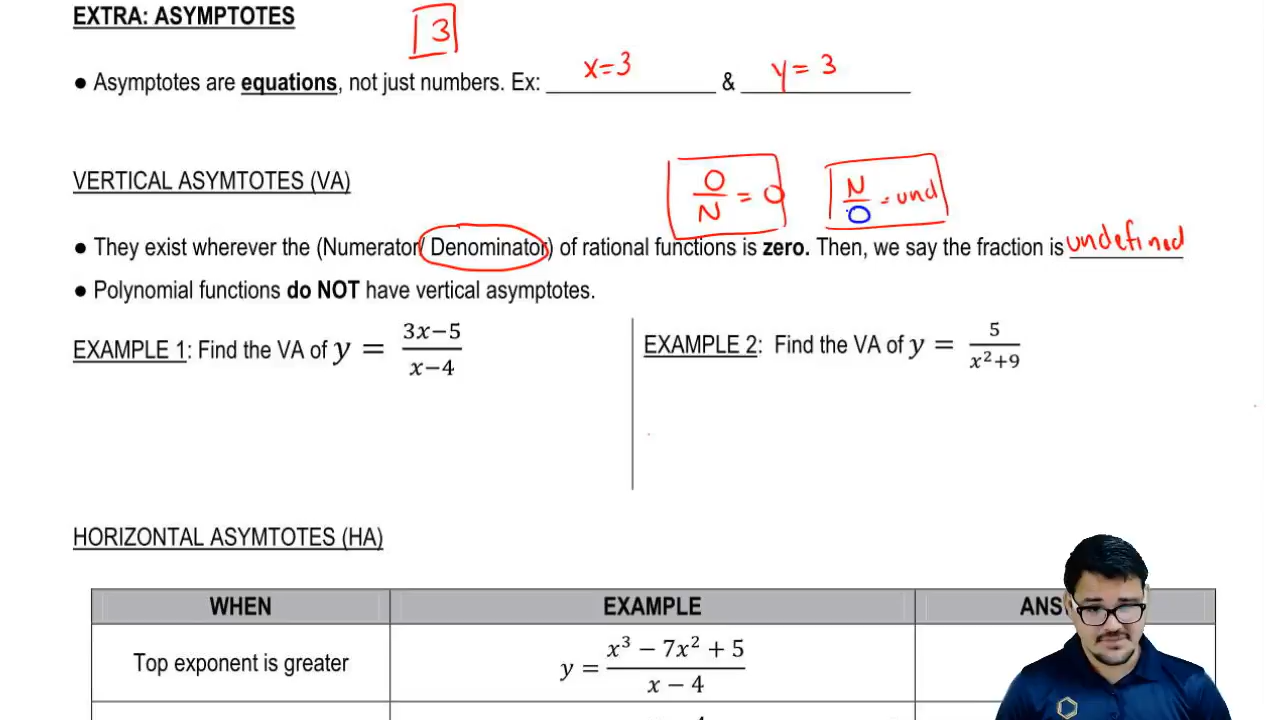 EXTRA: ASYMPTOTES
3
● Asymptotes are equations, not just numbers. Ex: x=3 & y=3
VERTICAL ASYMTOTES (VA)
0/N = 0
N/0 = und
● They exist wherever the (Numerator/ Denominator) of rational functions is zero. Then, we say the fraction is undefined
● Polynomial functions do NOT have vertical asymptotes.
EXAMPLE 1: Find the VA of y = 3x−5/x−4
EXAMPLE 2: Find the VA of y = 5/x²+9
HORIZONTAL ASYMTOTES (HA)
WHEN EXAMPLE
Top exponent is greater y = x³ − 7x² + 5/x − 4